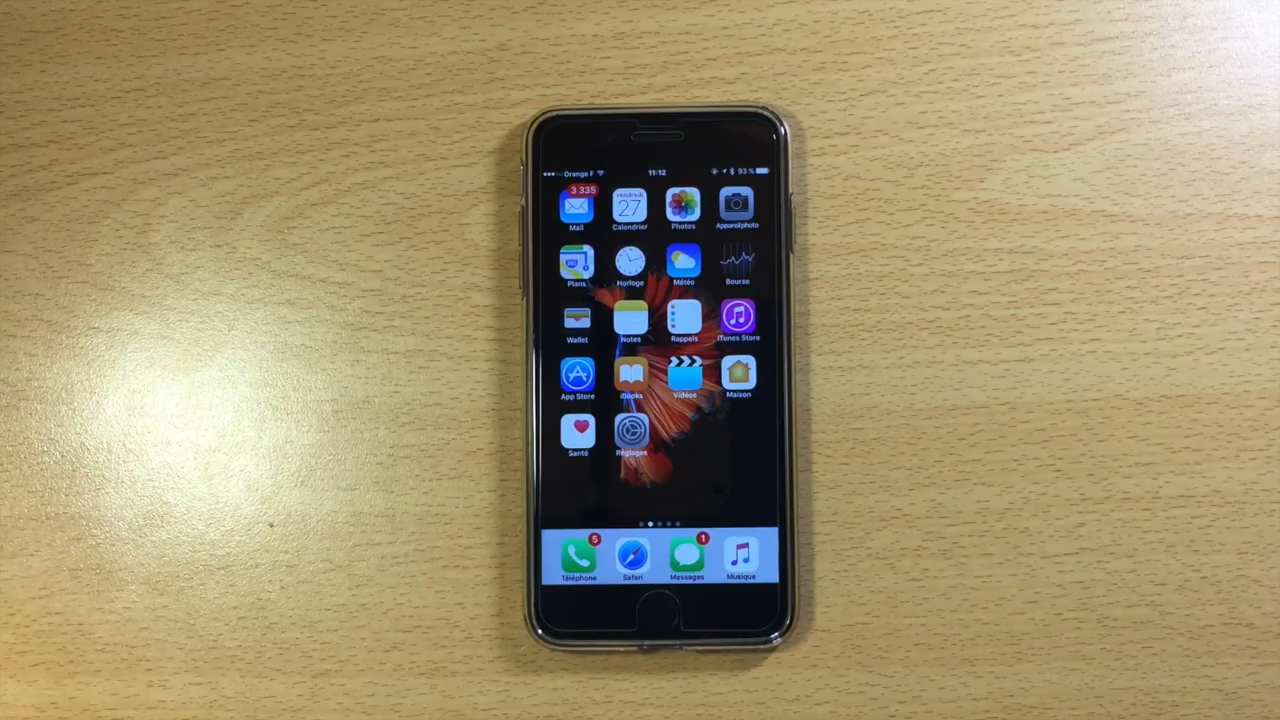 Orange F 11:12 93 %
3 335
vendredi
27
Mail Calendrier Photos Appareil photo
Plans Horloge Météo Bourse
Wallet Notes Rappels iTunes Store
App Store iBooks Vidéos Maison
Santé Réglages
5 1
Téléphone Safari Messages Musique